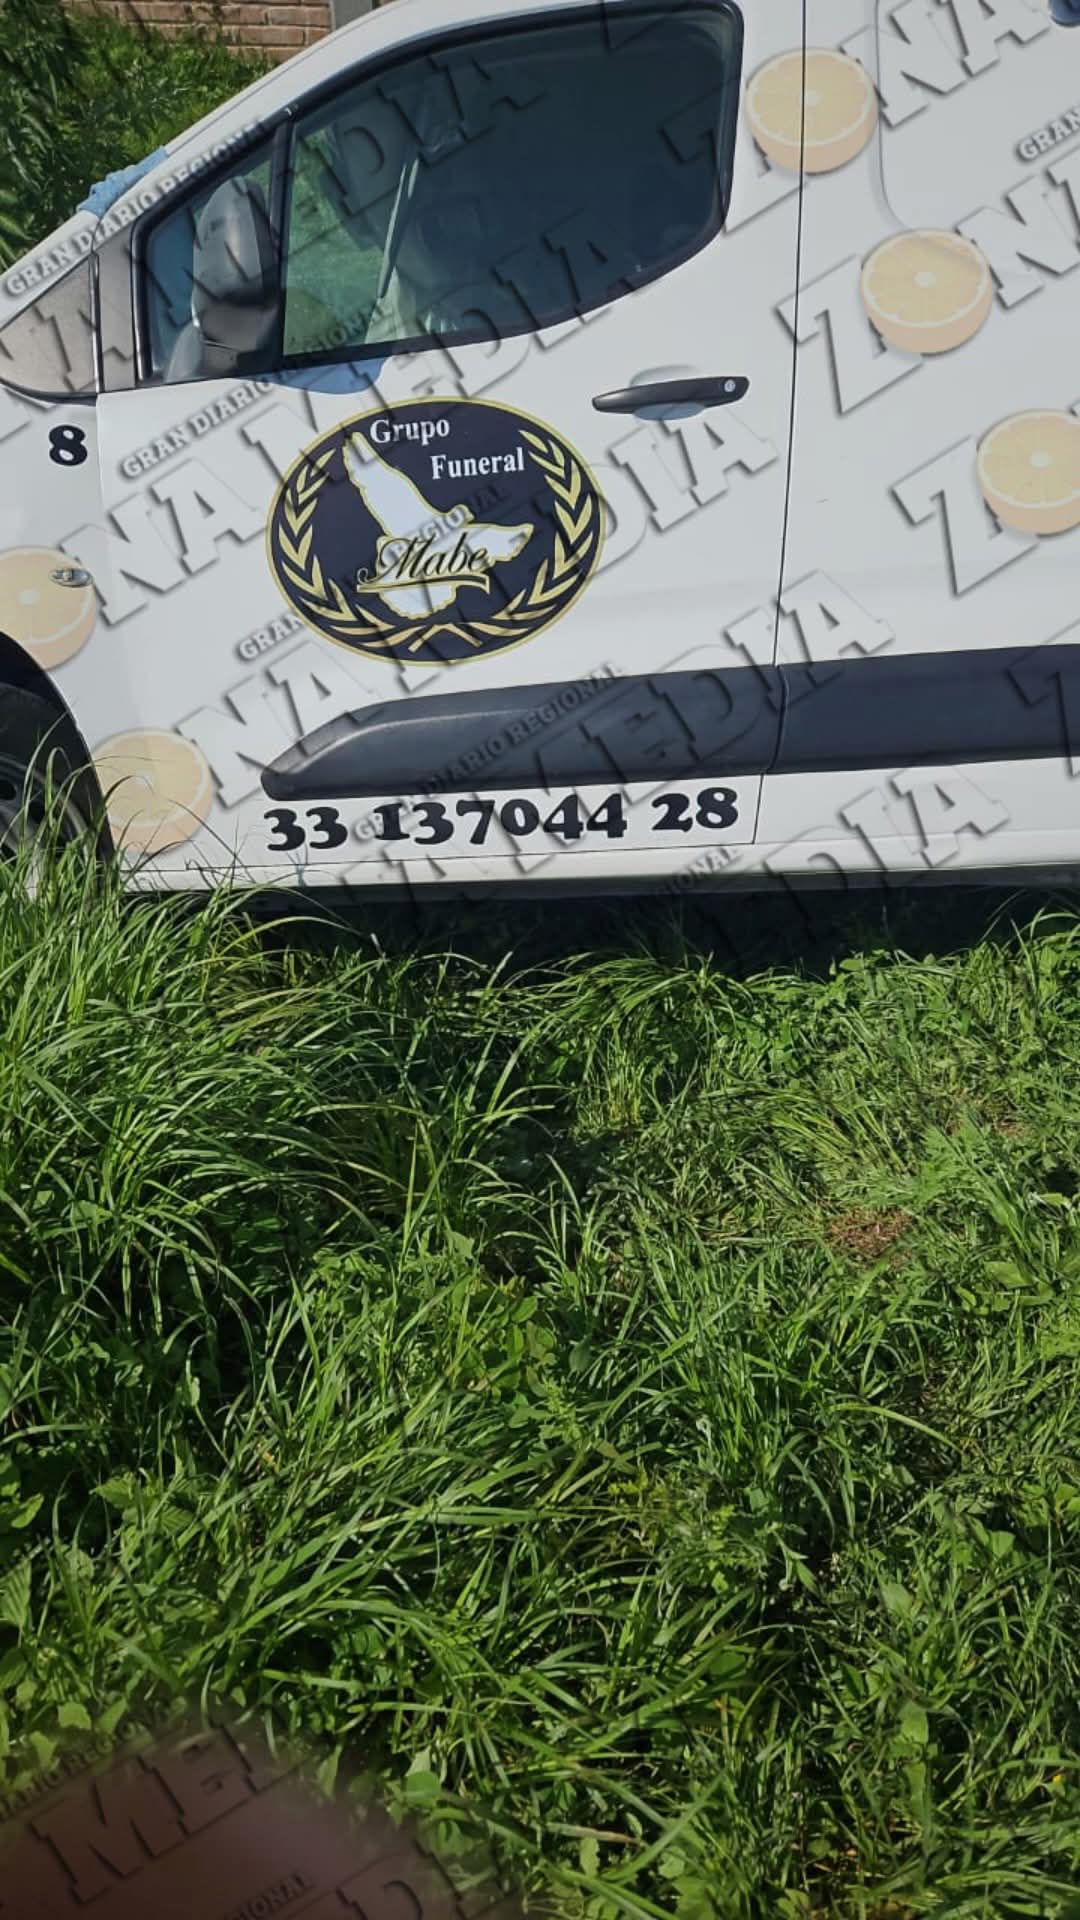 8
Grupo
Funeral
Mabe
33 137044 28
GRAN DIARIO REGIONAL
ZONA MEDIA